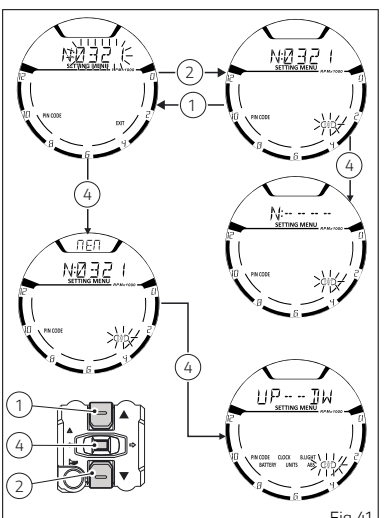 N:0321
SETTING MENU
RPMx1000
12 0
10 PIN CODE 2
EXIT
8 4
6
2
1
N:0321
SETTING MENU
RPMx1000
12 0
10 PIN CODE 2
8 4
6
4
4
N:-----
SETTING MENU
RPMx1000
12 0
10 2
8 4
6
MEM
N:0321
SETTING MENU
RPMx1000
12 0
10 PIN CODE 2
8 4
6
4
UP---DW
SETTING MENU
RPMx1000
12 0
10 PIN CODE CLOCK B.LIGHT 2
BATTERY UNITS ABS
8 4
6
1
4
2
Fig 41